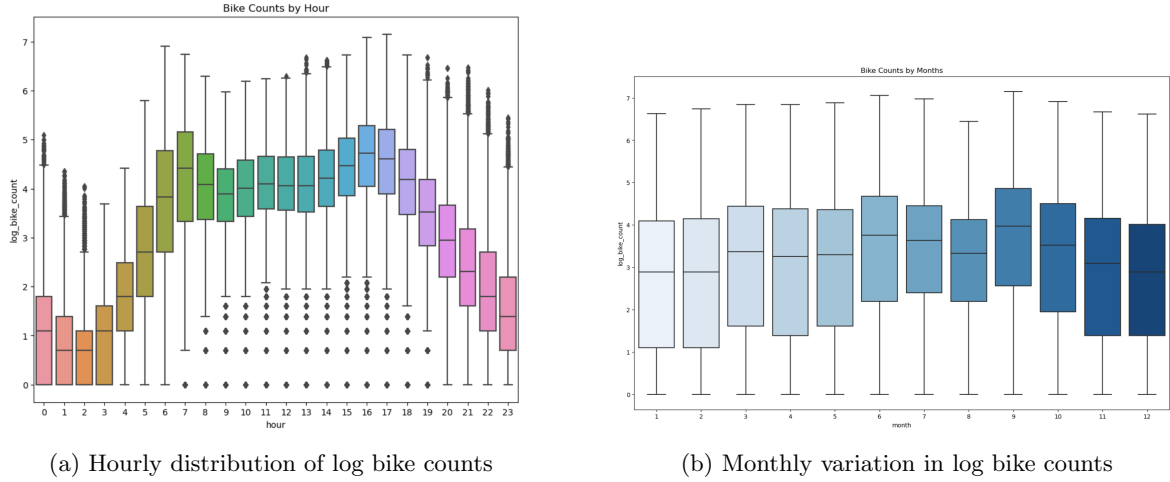 Bike Counts by Hour
7
6
5
4
3
2
1
0
log_bike_count
0 1 2 3 4 5 6 7 8 9 10 11 12 13 14 15 16 17 18 19 20 21 22 23
hour
(a) Hourly distribution of log bike counts
Bike Counts by Months
7
6
5
4
3
2
1
0
log_bike_count
1 2 3 4 5 6 7 8 9 10 11 12
month
(b) Monthly variation in log bike counts